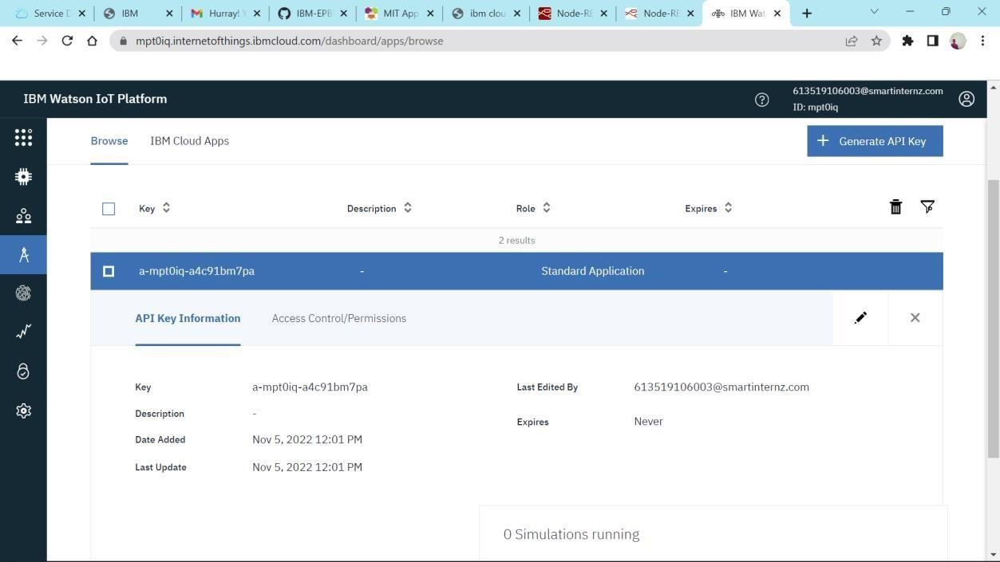 Service D
IBM
Hurray! Y
IBM-EPB
MIT App
ibm clou
Node-RE
Node-RE
IBM Wat
mpt0iq.internetofthings.ibmcloud.com/dashboard/apps/browse
IBM Watson IoT Platform
613519106003@smartinternz.com
ID: mpt0iq
Browse IBM Cloud Apps
Generate API Key
Key Description Role Expires
2 results
a-mpt0iq-a4c91bm7pa - Standard Application -
API Key Information Access Control/Permissions
Key a-mpt0iq-a4c91bm7pa
Last Edited By 613519106003@smartinternz.com
Description -
Expires Never
Date Added Nov 5, 2022 12:01 PM
Last Update Nov 5, 2022 12:01 PM
0 Simulations running